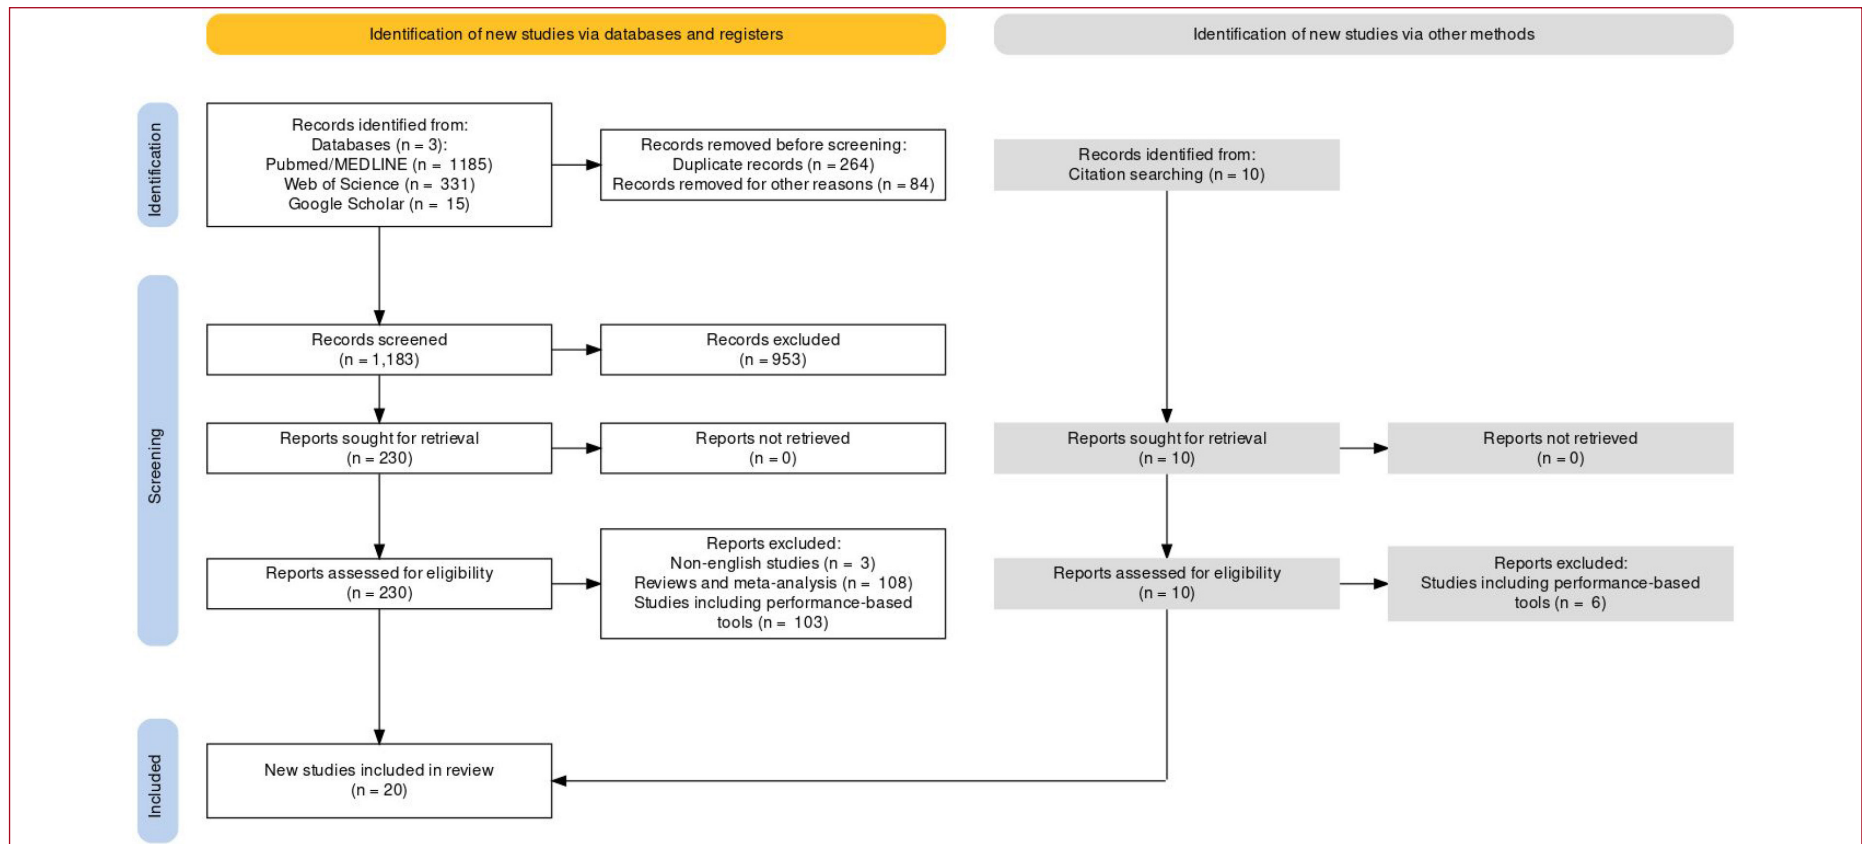 Identification of new studies via databases and registers
Identification of new studies via other methods
Identification
Records identified from:
Databases (n = 3):
Pubmed/MEDLINE (n = 1185)
Web of Science (n = 331)
Google Scholar (n = 15)
Records removed before screening:
Duplicate records (n = 264)
Records removed for other reasons (n = 84)
Records identified from:
Citation searching (n = 10)
Screening
Records screened
(n = 1,183)
Records excluded
(n = 953)
Reports sought for retrieval
(n = 230)
Reports not retrieved
(n = 0)
Reports sought for retrieval
(n = 10)
Reports not retrieved
(n = 0)
Reports assessed for eligibility
(n = 230)
Reports excluded:
Non-english studies (n = 3)
Reviews and meta-analysis (n = 108)
Studies including performance-based
tools (n = 103)
Reports assessed for eligibility
(n = 10)
Reports excluded:
Studies including performance-based
tools (n = 6)
Included
New studies included in review
(n = 20)